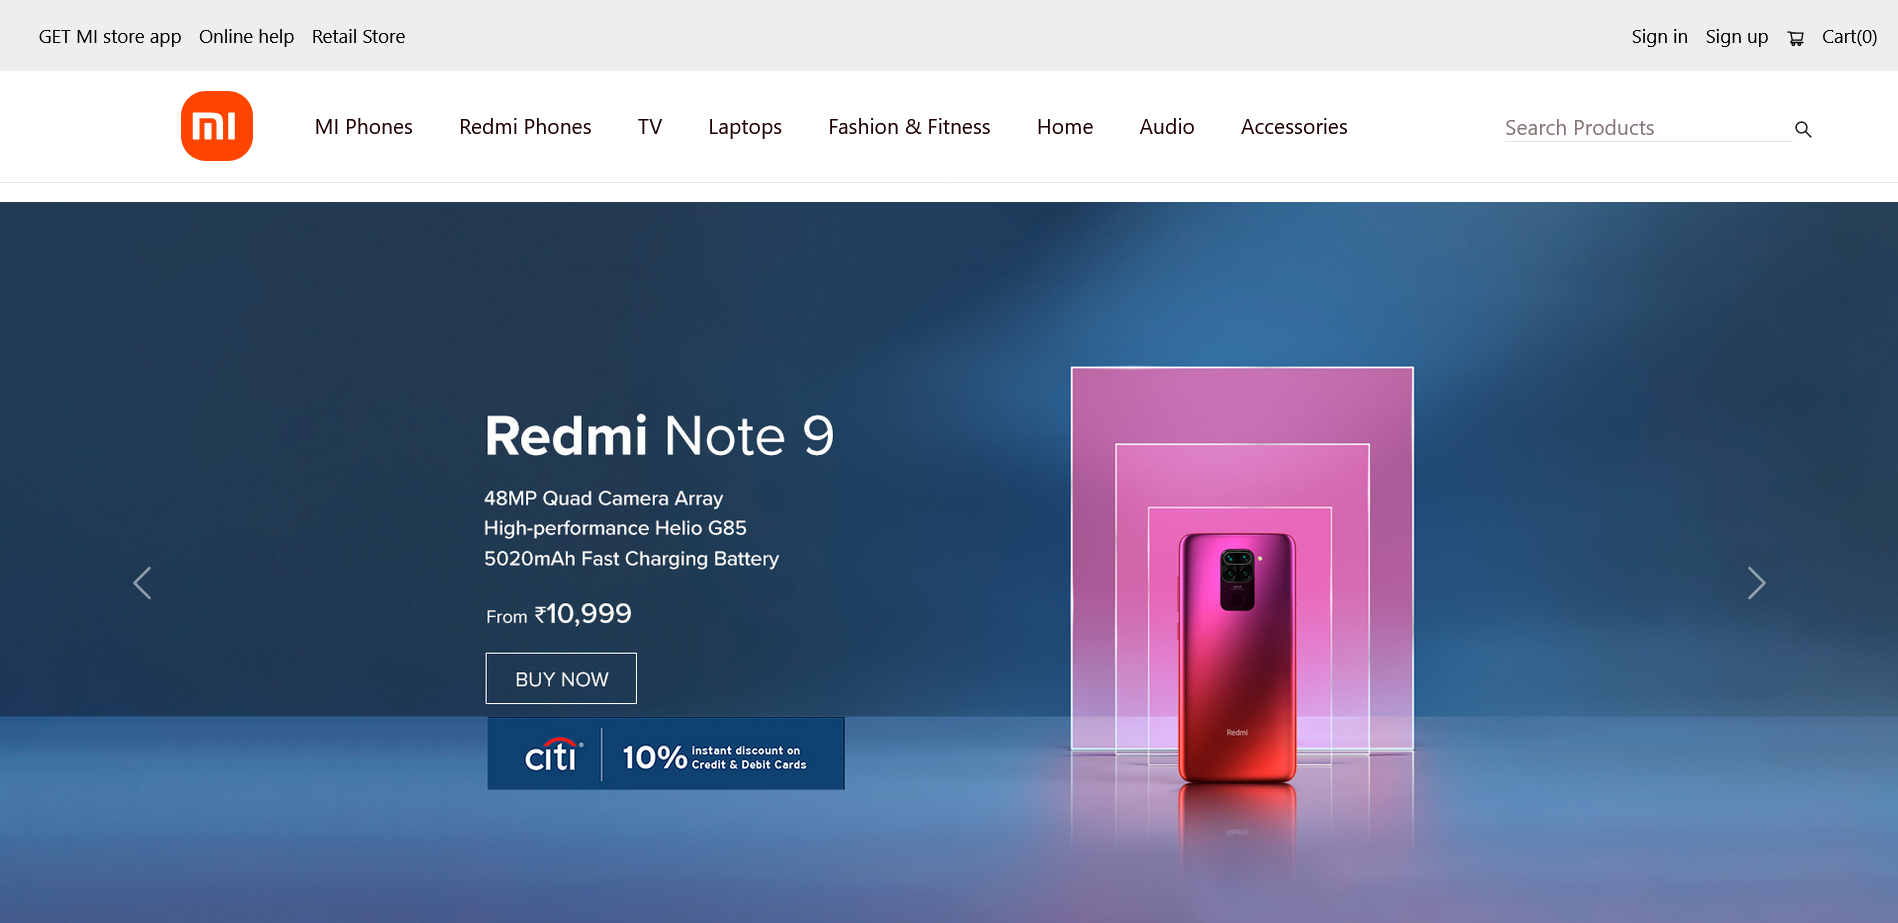 GET MI store app Online help Retail Store Sign in Sign up Cart(0)
mi MI Phones Redmi Phones TV Laptops Fashion & Fitness Home Audio Accessories Search Products
Redmi Note 9
48MP Quad Camera Array
High-performance Helio G85
5020mAh Fast Charging Battery
From ₹10,999
BUY NOW
citi® 10% Instant discount on
Credit & Debit Cards
Redmi